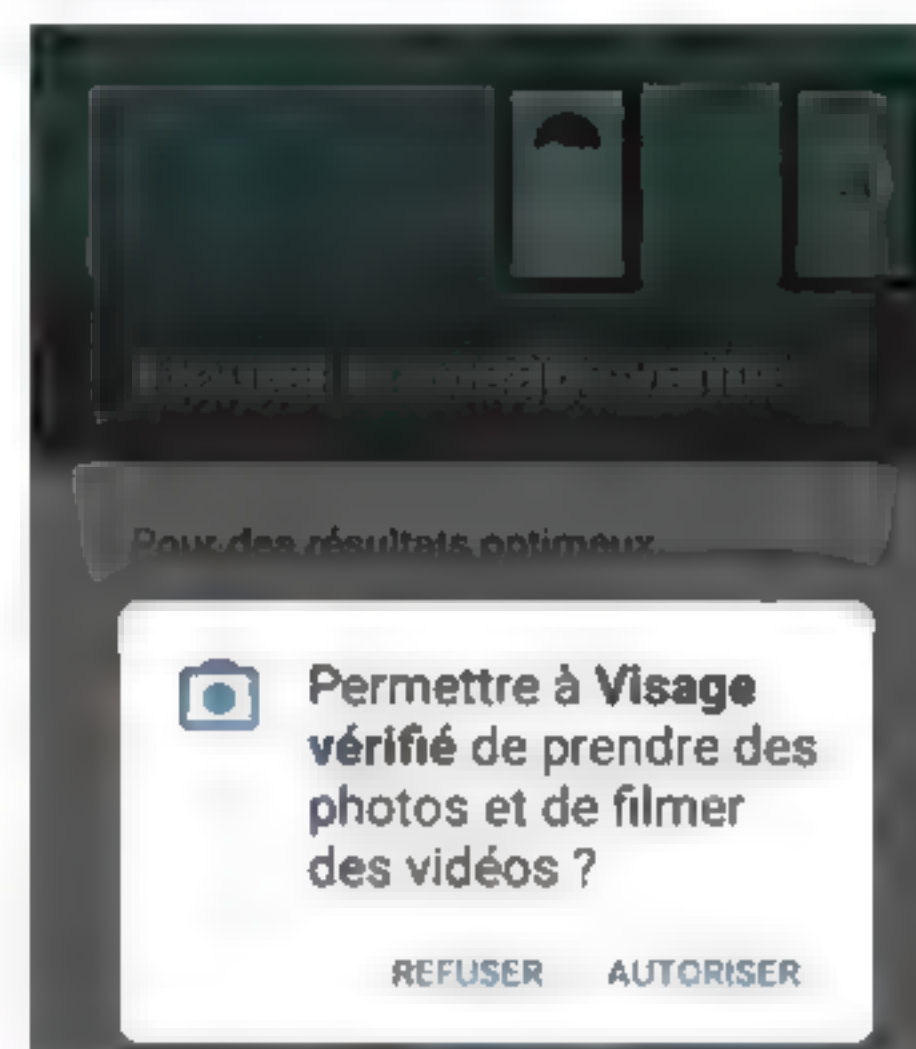 Pour des résultats optimaux,
Permettre à Visage
vérifié de prendre des
photos et de filmer
des vidéos ?
REFUSER AUTORISER